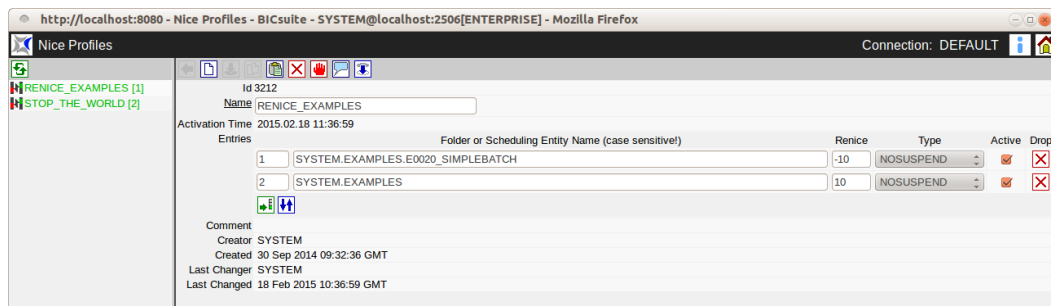 http://localhost:8080 - Nice Profiles - BICsuite - SYSTEM@localhost:2506[ENTERPRISE] - Mozilla Firefox
Nice Profiles Connection: DEFAULT
RENICE_EXAMPLES [1]
STOP_THE_WORLD [2]
Id 3212
Name RENICE_EXAMPLES
Activation Time 2015.02.18 11:36:59
Entries Folder or Scheduling Entity Name (case sensitive!) Renice Type Active Drop
1 SYSTEM.EXAMPLES.E0020_SIMPLEBATCH -10 NOSUSPEND
2 SYSTEM.EXAMPLES 10 NOSUSPEND
Comment
Creator SYSTEM
Created 30 Sep 2014 09:32:36 GMT
Last Changer SYSTEM
Last Changed 18 Feb 2015 10:36:59 GMT